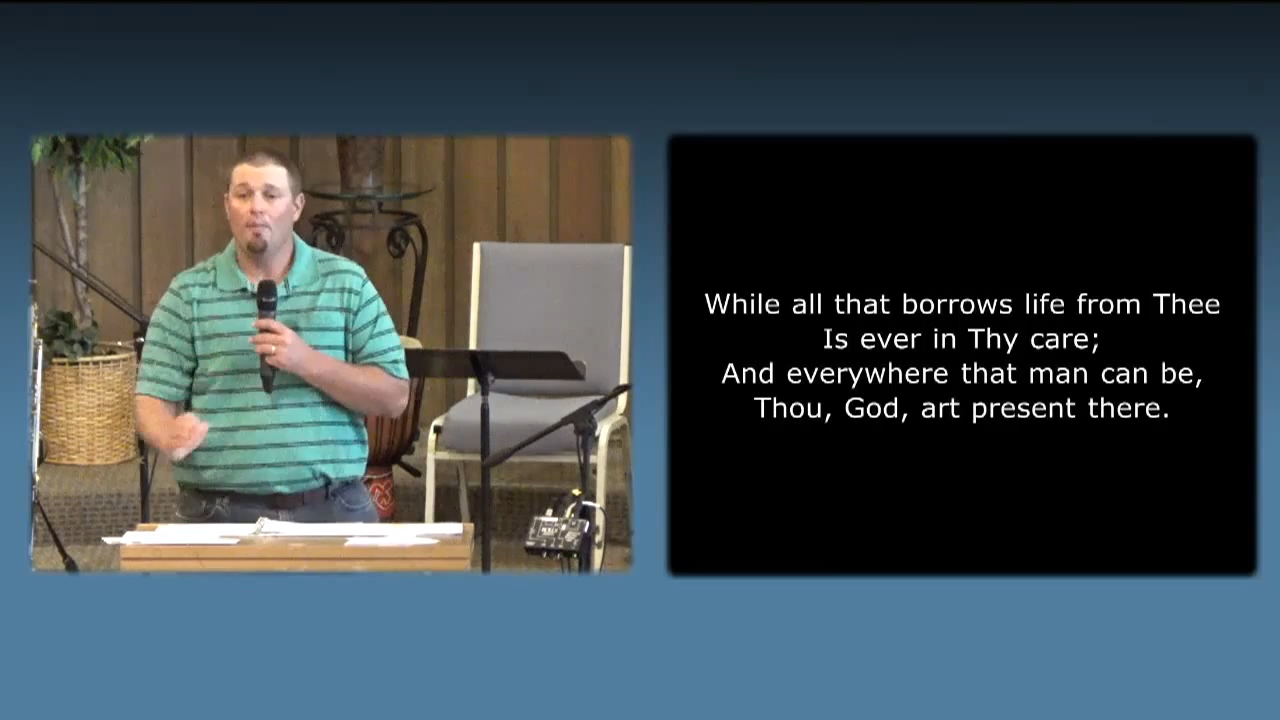 While all that borrows life from Thee
Is ever in Thy care;
And everywhere that man can be,
Thou, God, art present there.